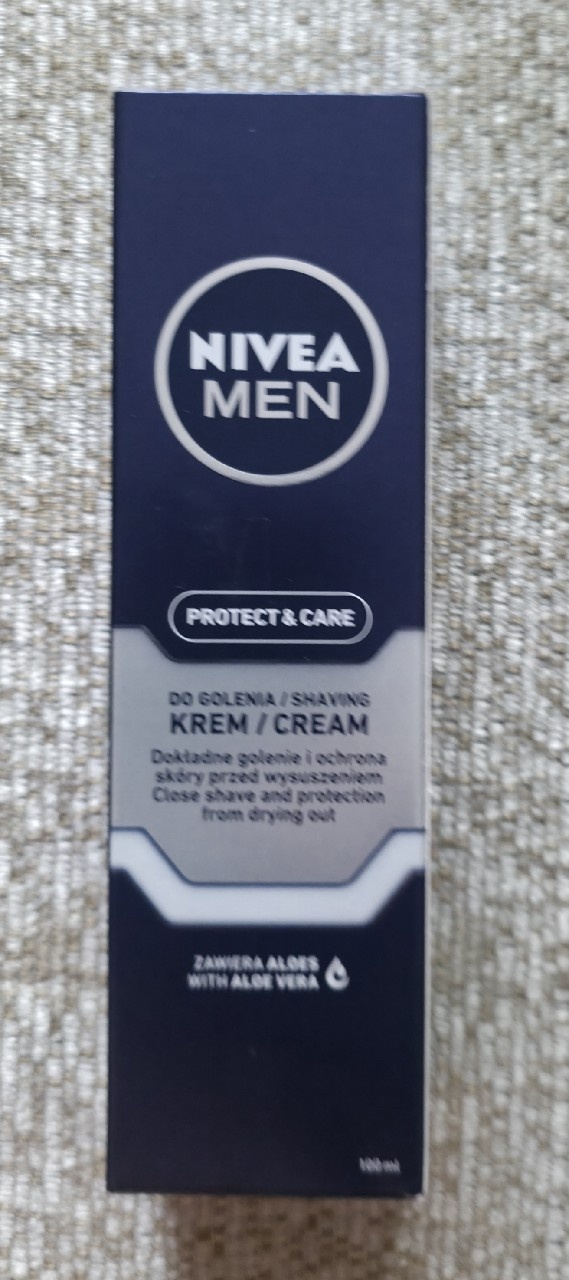 NIVEA
MEN
PROTECT & CARE
DO GOLENIA / SHAVING
KREM / CREAM
Dokładne golenie i ochrona
skóry przed wysuszeniem
Close shave and protection
from drying out
ZAWIERA ALOES
WITH ALOE VERA
100 ml